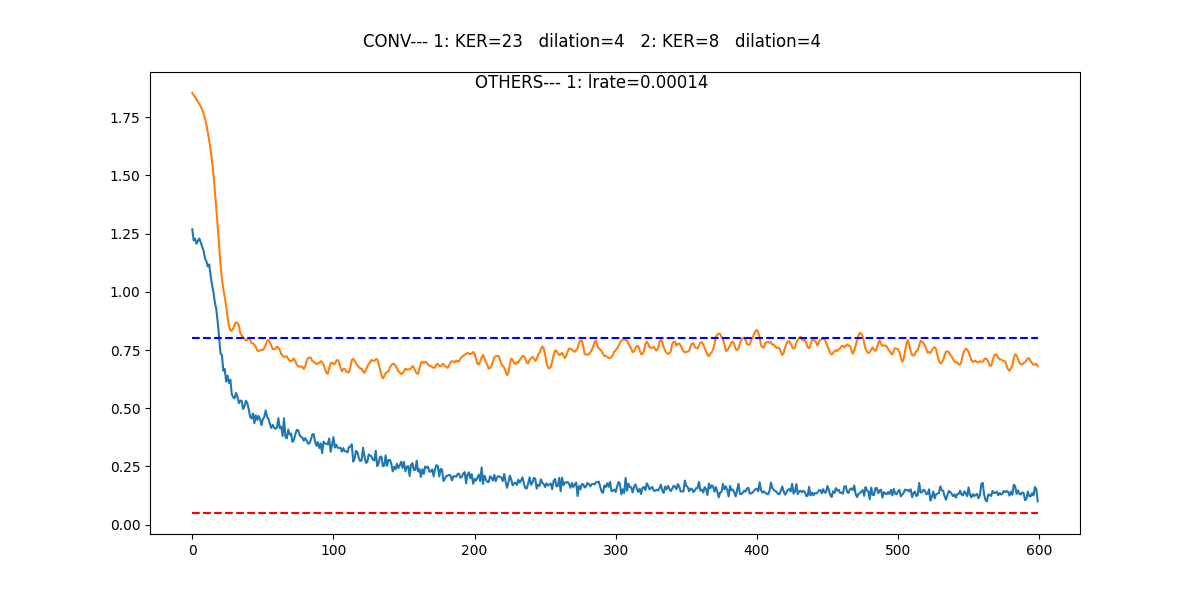 CONV--- 1: KER=23   dilation=4   2: KER=8   dilation=4
OTHERS--- 1: lrate=0.00014
1.75
1.50
1.25
1.00
0.75
0.50
0.25
0.00
0 100 200 300 400 500 600